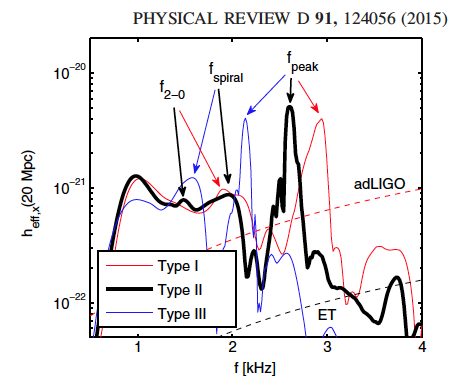 PHYSICAL REVIEW D 91, 124056 (2015)
10⁻²⁰
f₂₋₀
f_spiral
f_peak
10⁻²¹
adLIGO
h_eff,x(20 Mpc)
Type I
Type II
Type III
10⁻²²
ET
1 2 3 4
f [kHz]